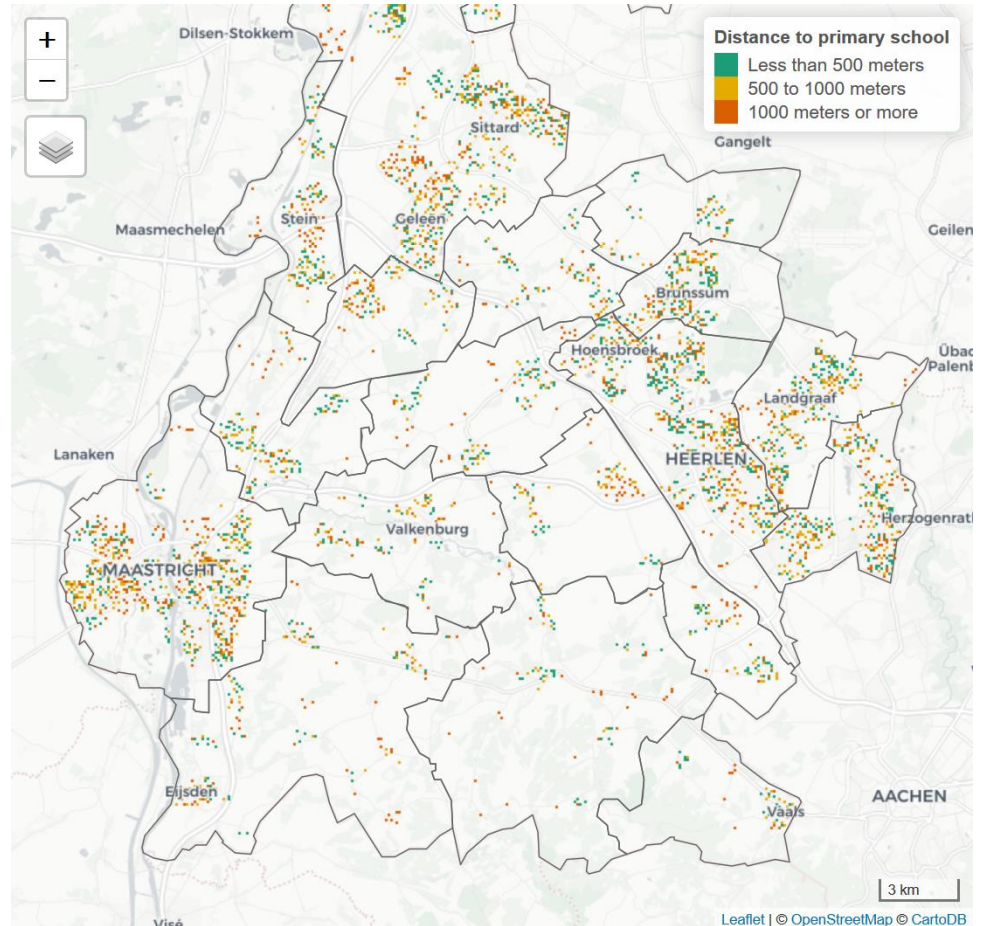 +
−
Distance to primary school
Less than 500 meters
500 to 1000 meters
1000 meters or more
Dilsen-Stokkem
Sittard
Gangelt
Maasmechelen
Stein
Geleen
Geilen
Brunssum
Hoensbroek
Übac
Palenb
Landgraaf
Lanaken
HEERLEN
Herzogenrath
Valkenburg
MAASTRICHT
Eijsden
AACHEN
Vaals
3 km
Visé
Leaflet | © OpenStreetMap © CartoDB